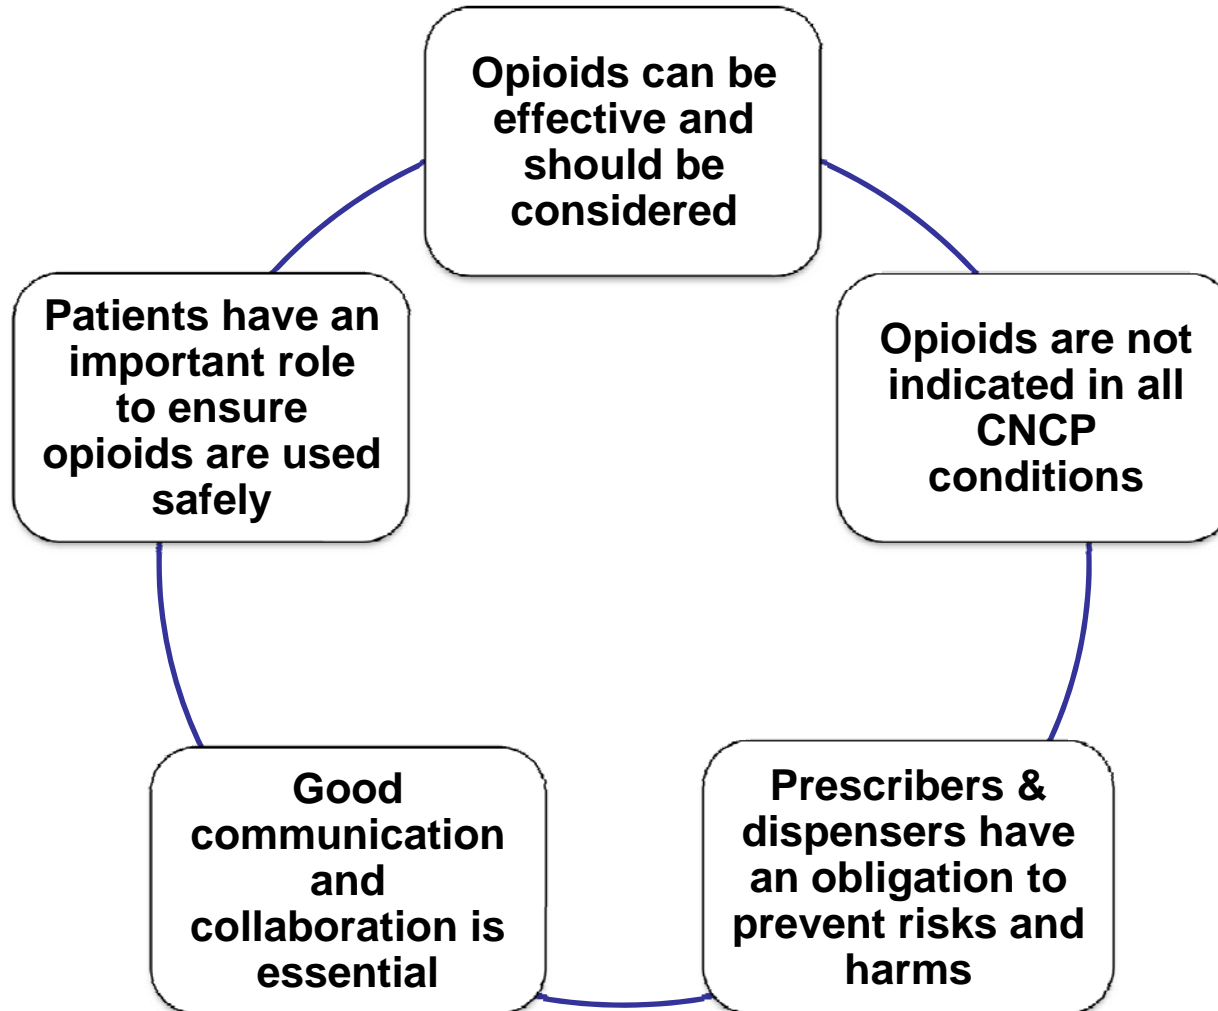 Opioids can be
effective and
should be
considered
Opioids are not
indicated in all
CNCP
conditions
Prescribers &
dispensers have
an obligation to
prevent risks and
harms
Good
communication
and
collaboration is
essential
Patients have an
important role
to ensure
opioids are used
safely